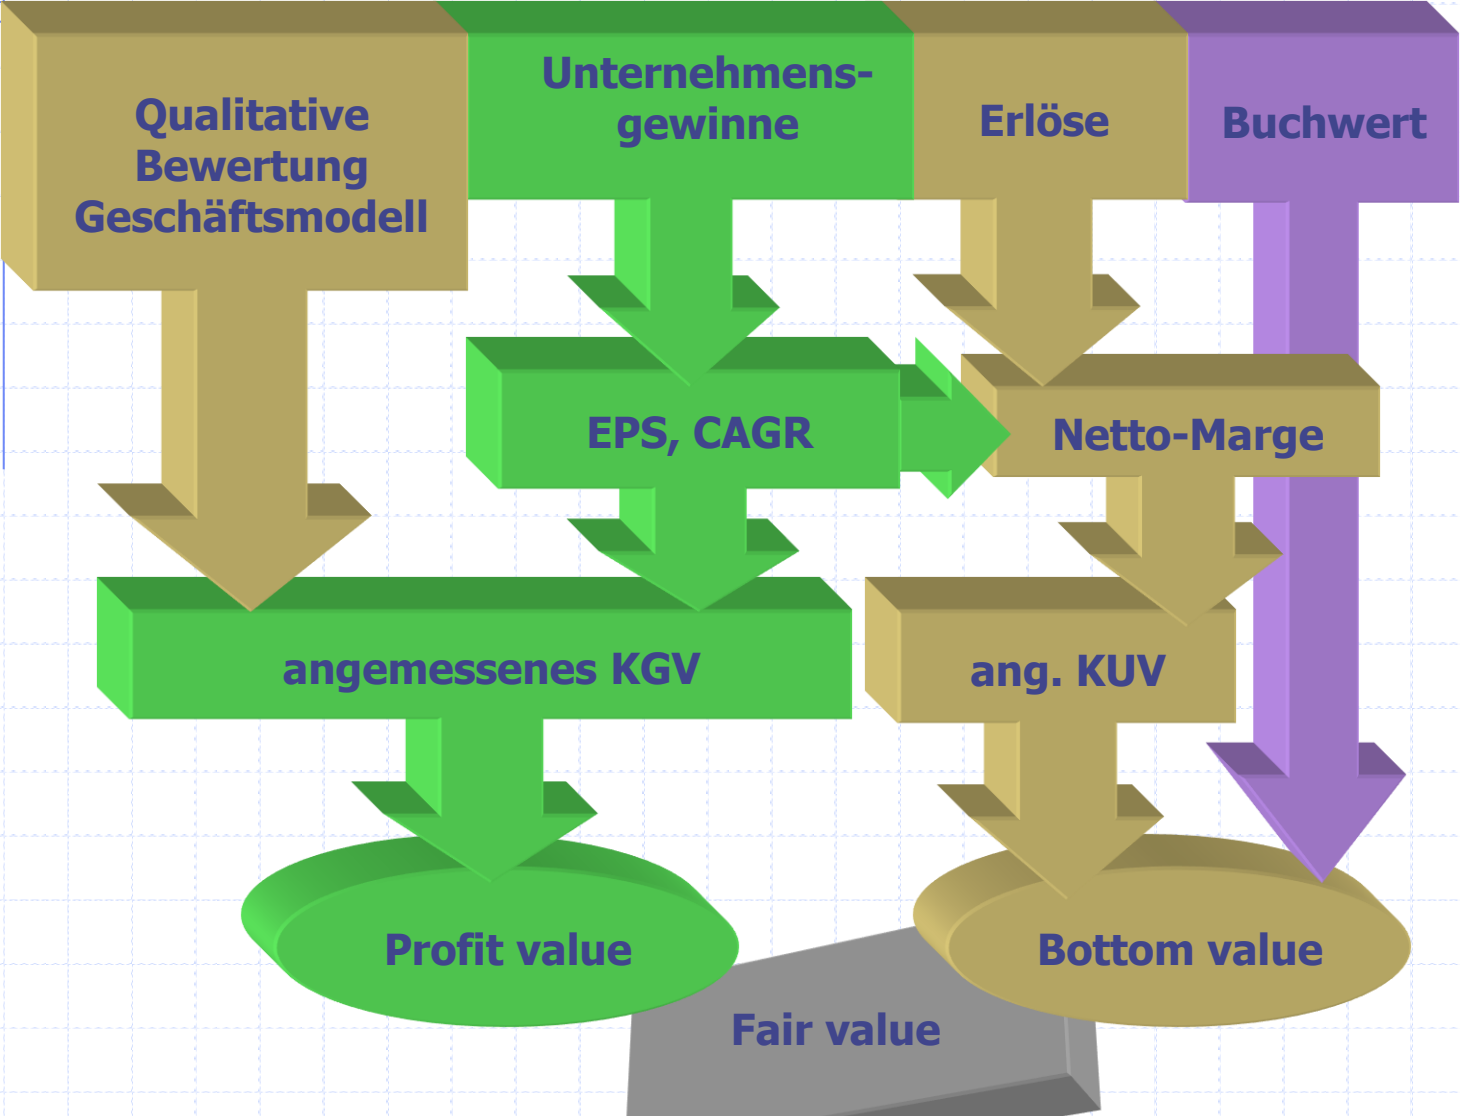 Qualitative
Bewertung
Geschäftsmodell
Unternehmens-
gewinne
Erlöse
Buchwert
EPS, CAGR
Netto-Marge
angemessenes KGV
ang. KUV
Profit value
Bottom value
Fair value